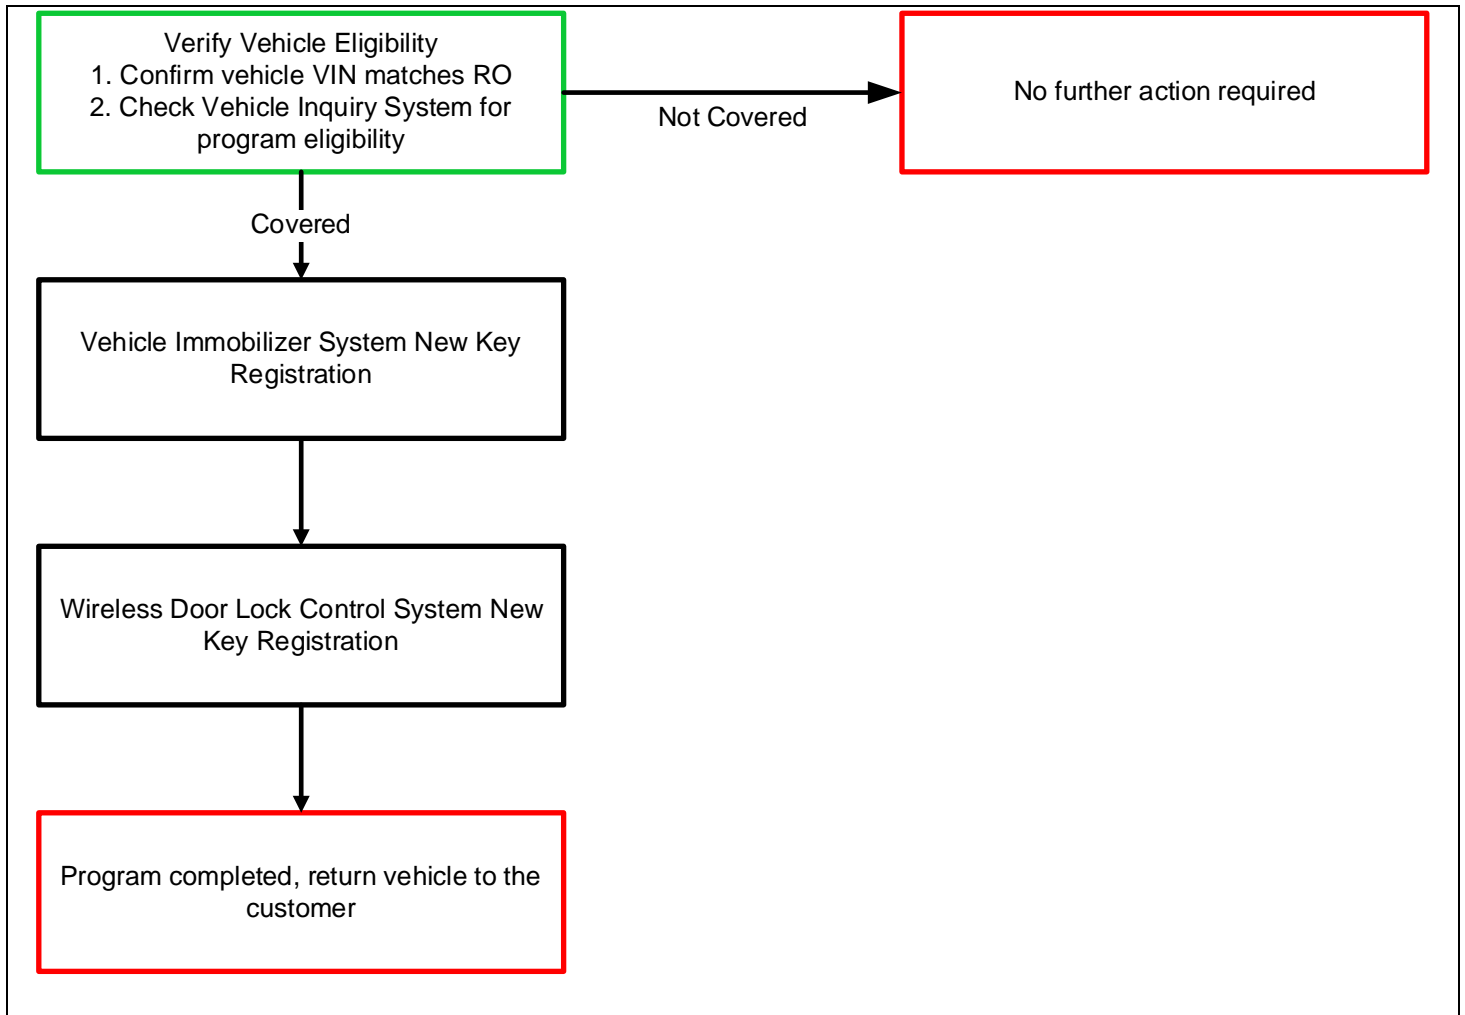 Verify Vehicle Eligibility
1. Confirm vehicle VIN matches RO
2. Check Vehicle Inquiry System for
program eligibility
Not Covered
No further action required
Covered
Vehicle Immobilizer System New Key
Registration
Wireless Door Lock Control System New
Key Registration
Program completed, return vehicle to the
customer